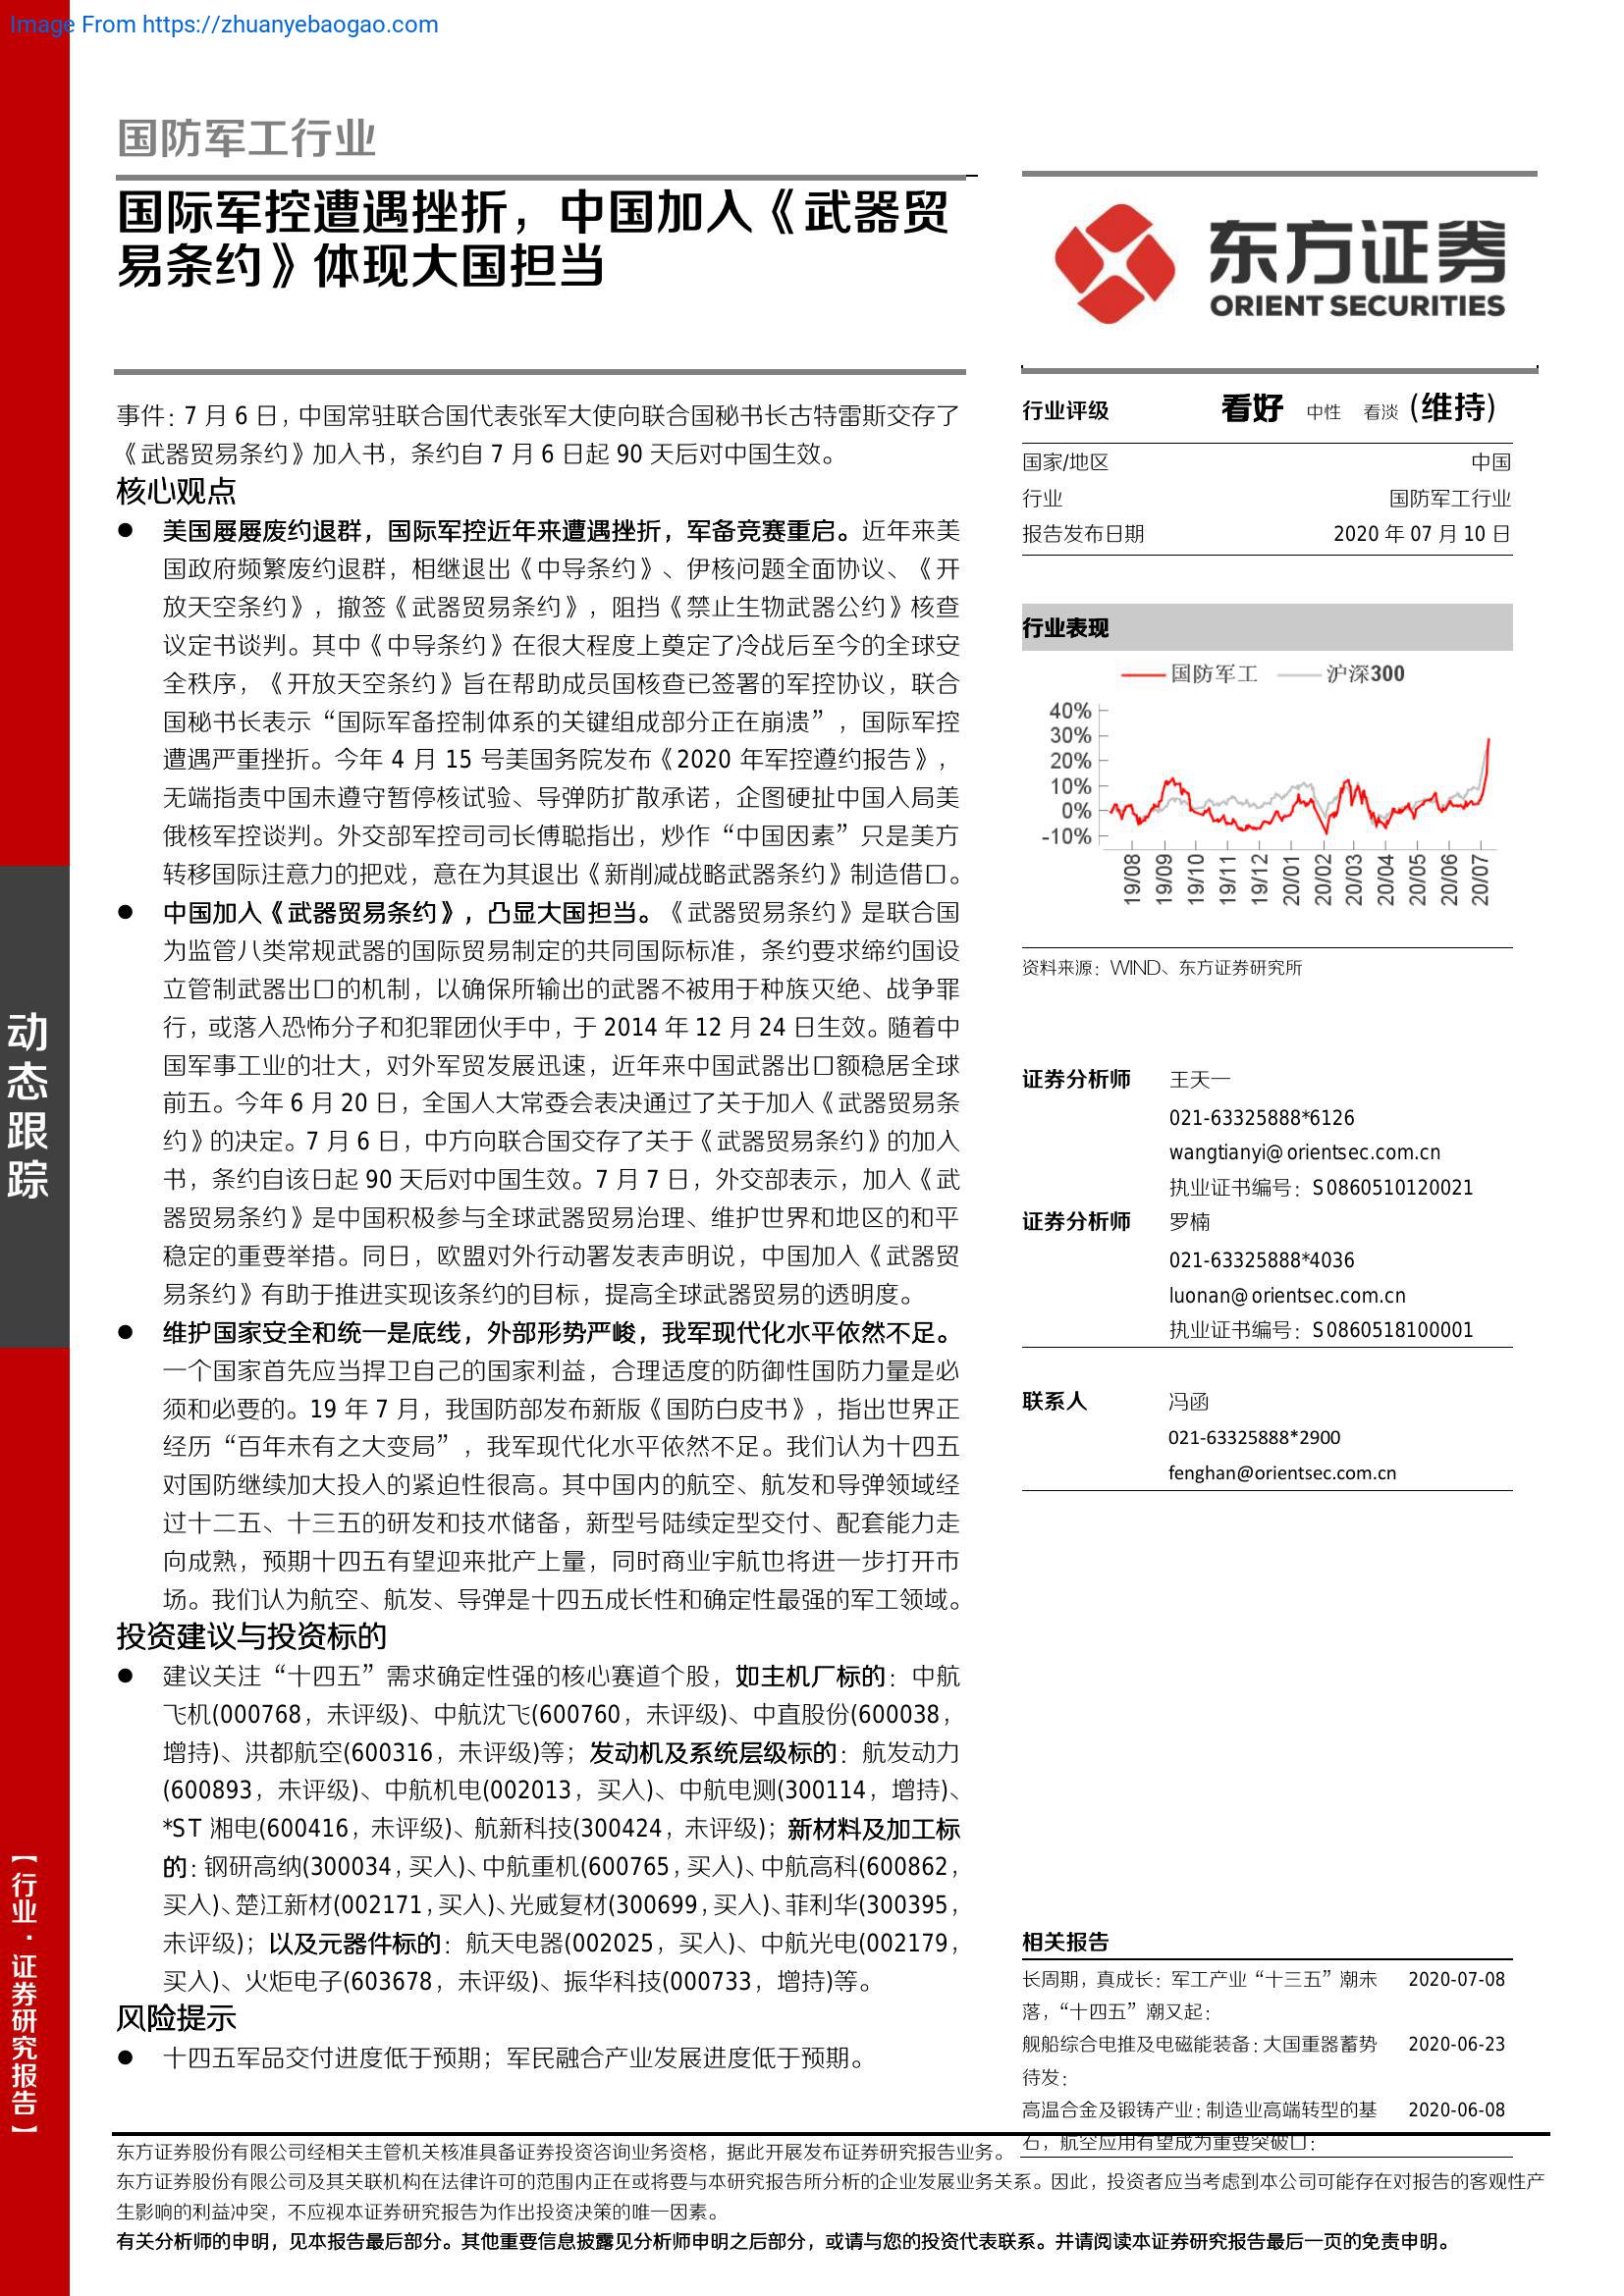 Image From https://zhuanyebaogao.com
国防军工行业
国际军控遭遇挫折，中国加入《武器贸
易条约》体现大国担当
东方证券
ORIENT SECURITIES
事件：7 月 6 日，中国常驻联合国代表张军大使向联合国秘书长古特雷斯交存了
《武器贸易条约》加入书，条约自 7 月 6 日起 90 天后对中国生效。
核心观点
● 美国屡屡废约退群，国际军控近年来遭遇挫折，军备竞赛重启。近年来美
国政府频繁废约退群，相继退出《中导条约》、伊核问题全面协议、《开
放天空条约》，撤签《武器贸易条约》，阻挡《禁止生物武器公约》核查
议定书谈判。其中《中导条约》在很大程度上奠定了冷战后至今的全球安
全秩序，《开放天空条约》旨在帮助成员国核查已签署的军控协议，联合
国秘书长表示“国际军备控制体系的关键组成部分正在崩溃”，国际军控
遭遇严重挫折。今年 4 月 15 号美国务院发布《2020 年军控遵约报告》，
无端指责中国未遵守暂停核试验、导弹防扩散承诺，企图硬扯中国入局美
俄核军控谈判。外交部军控司司长傅聪指出，炒作“中国因素”只是美方
转移国际注意力的把戏，意在为其退出《新削减战略武器条约》制造借口。
● 中国加入《武器贸易条约》，凸显大国担当。《武器贸易条约》是联合国
为监管八类常规武器的国际贸易制定的共同国际标准，条约要求缔约国设
立管制武器出口的机制，以确保所输出的武器不被用于种族灭绝、战争罪
行，或落入恐怖分子和犯罪团伙手中，于 2014 年 12 月 24 日生效。随着中
国军事工业的壮大，对外军贸发展迅速，近年来中国武器出口额稳居全球
前五。今年 6 月 20 日，全国人大常委会表决通过了关于加入《武器贸易条
约》的决定。7 月 6 日，中方向联合国交存了关于《武器贸易条约》的加入
书，条约自该日起 90 天后对中国生效。7 月 7 日，外交部表示，加入《武
器贸易条约》是中国积极参与全球武器贸易治理、维护世界和地区的和平
稳定的重要举措。同日，欧盟对外行动署发表声明说，中国加入《武器贸
易条约》有助于推进实现该条约的目标，提高全球武器贸易的透明度。
● 维护国家安全和统一是底线，外部形势严峻，我军现代化水平依然不足。
一个国家首先应当捍卫自己的国家利益，合理适度的防御性国防力量是必
须和必要的。19 年 7 月，我国防部发布新版《国防白皮书》，指出世界正
经历“百年未有之大变局”，我军现代化水平依然不足。我们认为十四五
对国防继续加大投入的紧迫性很高。其中国内的航空、航发和导弹领域经
过十二五、十三五的研发和技术储备，新型号陆续定型交付、配套能力走
向成熟，预期十四五有望迎来批产上量，同时商业宇航也将进一步打开市
场。我们认为航空、航发、导弹是十四五成长性和确定性最强的军工领域。
投资建议与投资标的
● 建议关注“十四五”需求确定性强的核心赛道个股，如主机厂标的：中航
飞机(000768，未评级)、中航沈飞(600760，未评级)、中直股份(600038，
增持)、洪都航空(600316，未评级)等；发动机及系统层级标的：航发动力
(600893，未评级)、中航机电(002013，买入)、中航电测(300114，增持)、
*ST 湘电(600416，未评级)、航新科技(300424，未评级)；新材料及加工标
的：钢研高纳(300034，买入)、中航重机(600765，买入)、中航高科(600862，
买入)、楚江新材(002171，买入)、光威复材(300699，买入)、菲利华(300395，
未评级)；以及元器件标的：航天电器(002025，买入)、中航光电(002179，
买入)、火炬电子(603678，未评级)、振华科技(000733，增持)等。
风险提示
● 十四五军品交付进度低于预期；军民融合产业发展进度低于预期。
行业评级 看好 中性 看淡 (维持)
国家/地区 中国
行业 国防军工行业
报告发布日期 2020 年 07 月 10 日
行业表现
国防军工 沪深300
40%
30%
20%
10%
0%
-10%
19/08 19/09 19/10 19/11 19/12 20/01 20/02 20/03 20/04 20/05 20/06 20/07
资料来源：WIND、东方证券研究所
证券分析师 王天一
021-63325888*6126
wangtianyi@orientsec.com.cn
执业证书编号：S0860510120021
证券分析师 罗楠
021-63325888*4036
luonan@orientsec.com.cn
执业证书编号：S0860518100001
联系人 冯函
021-63325888*2900
fenghan@orientsec.com.cn
相关报告
长周期，真成长：军工产业“十三五”潮未 2020-07-08
落，“十四五”潮又起：
舰船综合电推及电磁能装备：大国重器蓄势 2020-06-23
待发：
高温合金及锻铸产业：制造业高端转型的基 2020-06-08
石，航空应用有望成为重要突破口：
动态跟踪
【行业·证券研究报告】
东方证券股份有限公司经相关主管机关核准具备证券投资咨询业务资格，据此开展发布证券研究报告业务。
东方证券股份有限公司及其关联机构在法律许可的范围内正在或将要与本研究报告所分析的企业发展业务关系。因此，投资者应当考虑到本公司可能存在对报告的客观性产
生影响的利益冲突，不应视本证券研究报告为作出投资决策的唯一因素。
有关分析师的申明，见本报告最后部分。其他重要信息披露见分析师申明之后部分，或请与您的投资代表联系。并请阅读本证券研究报告最后一页的免责申明。